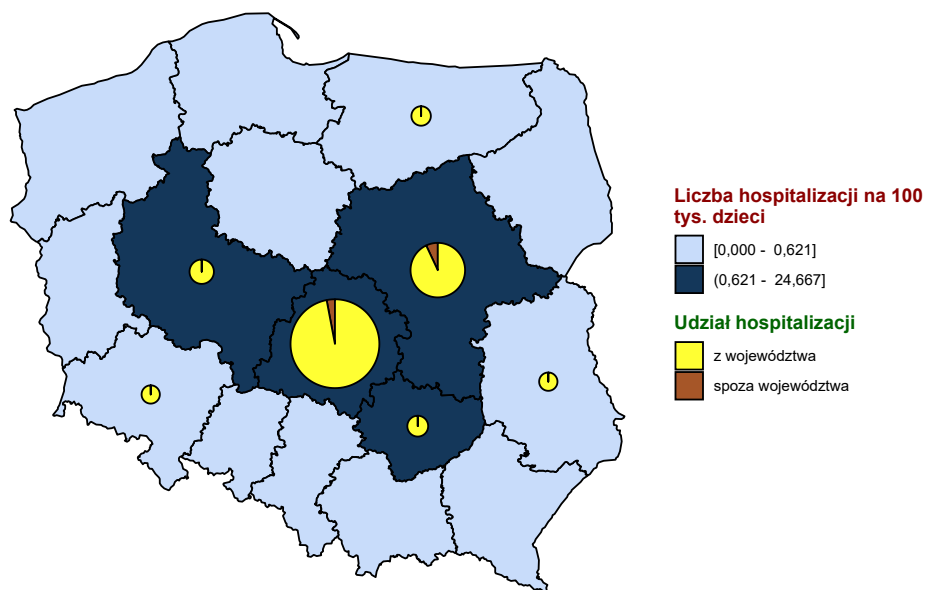 Liczba hospitalizacji na 100
tys. dzieci
[0,000 - 0,621]
(0,621 - 24,667]
Udział hospitalizacji
z województwa
spoza województwa